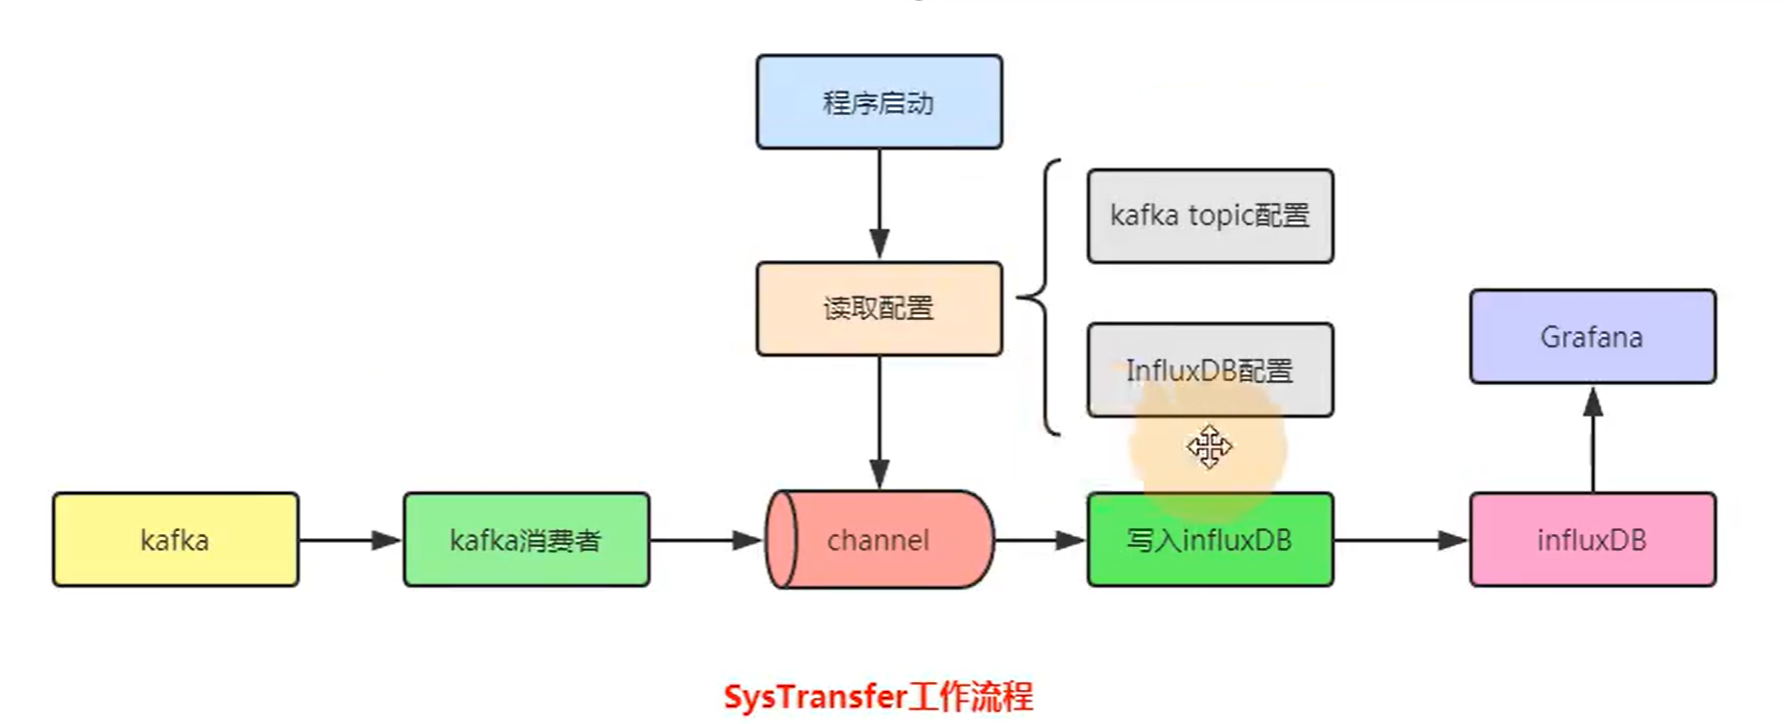 程序启动
kafka topic配置
读取配置
InfluxDB配置
Grafana
kafka
kafka消费者
channel
写入influxDB
influxDB
SysTransfer工作流程